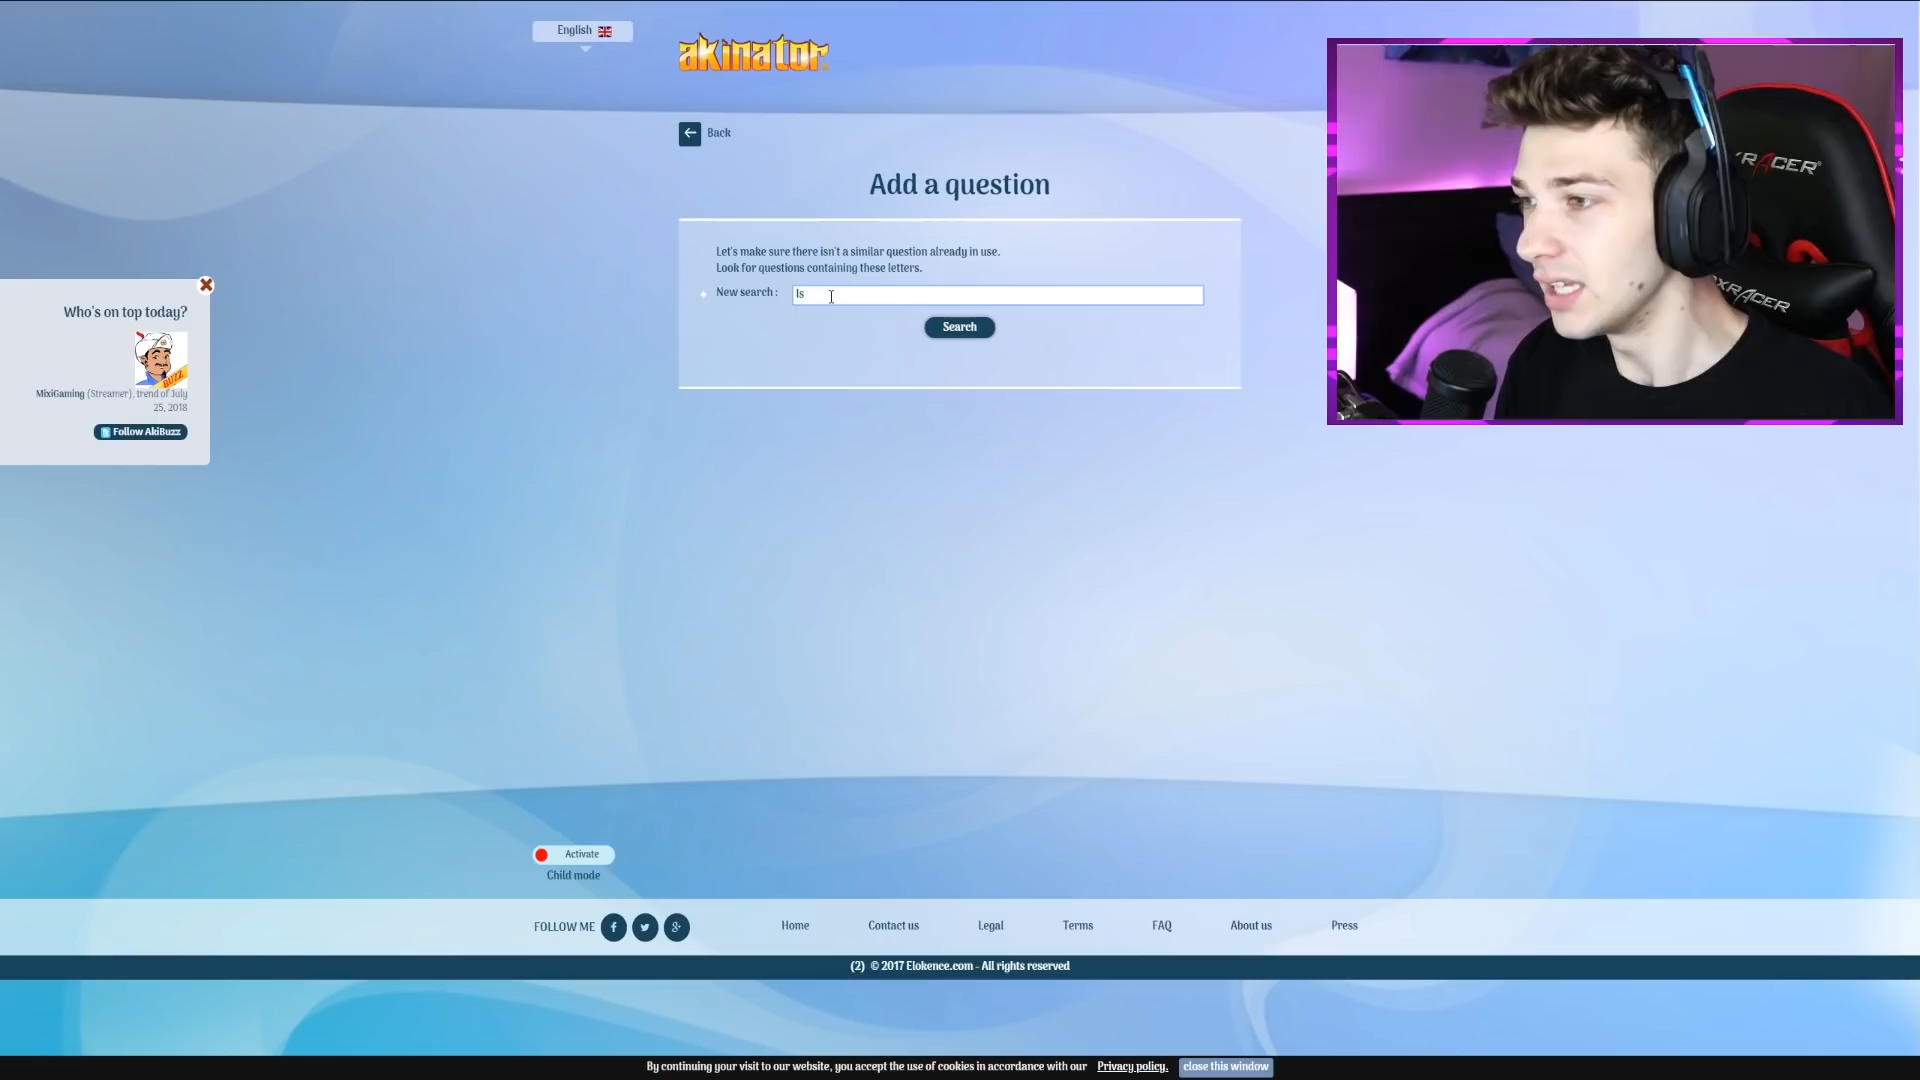 English
akinator
Back
Add a question
Let's make sure there isn't a similar question already in use.
Look for questions containing these letters.
New search :
Is
Search
Who's on top today?
BUZZ
MixiGaming (Streamer), trend of July
25, 2018
Follow AkiBuzz
RACER
XRACER
Activate
Child mode
FOLLOW ME
Home
Contact us
Legal
Terms
FAQ
About us
Press
(2) © 2017 Elokence.com - All rights reserved
By continuing your visit to our website, you accept the use of cookies in accordance with our Privacy policy. close this window